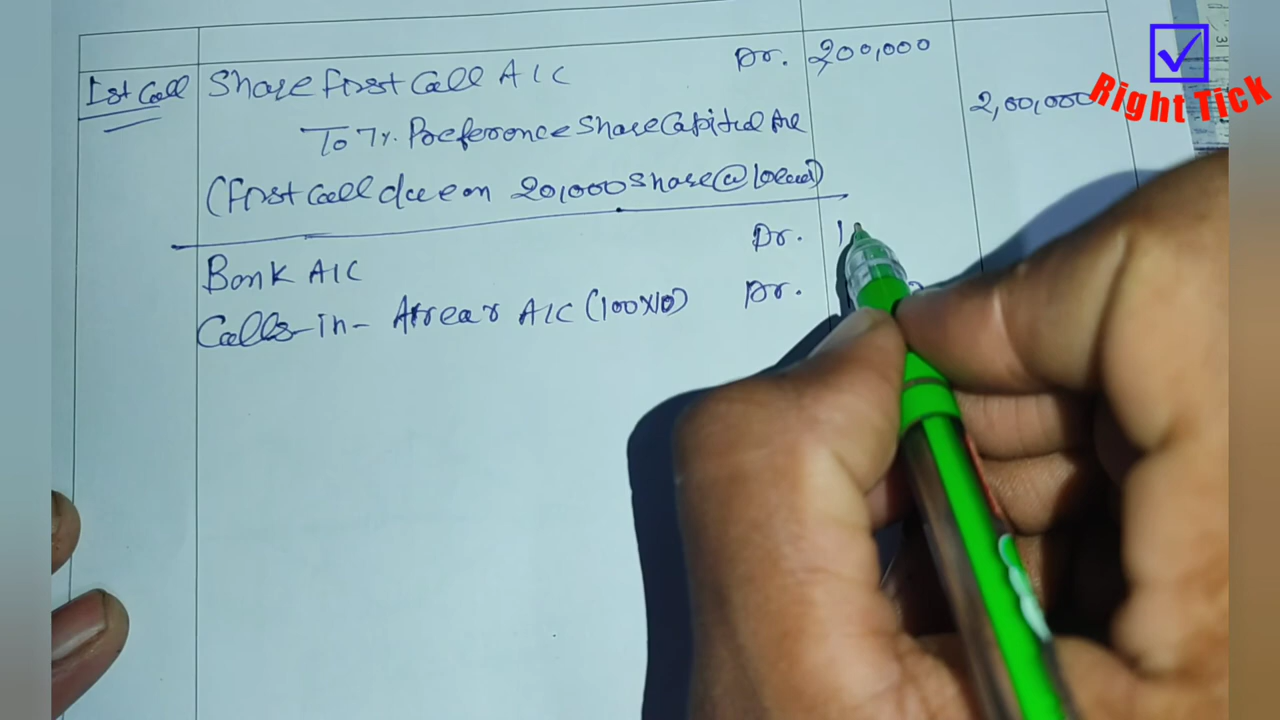 1st Call Share first Call A/C Dr. 200,000
To 7%. Preference Share Capital A/c 2,00,000
(first call due on 20,000 share @ 10 each)
Bank A/C Dr. 1
Calls-in-Arrear A/C (100x10) Dr.
Right Tick